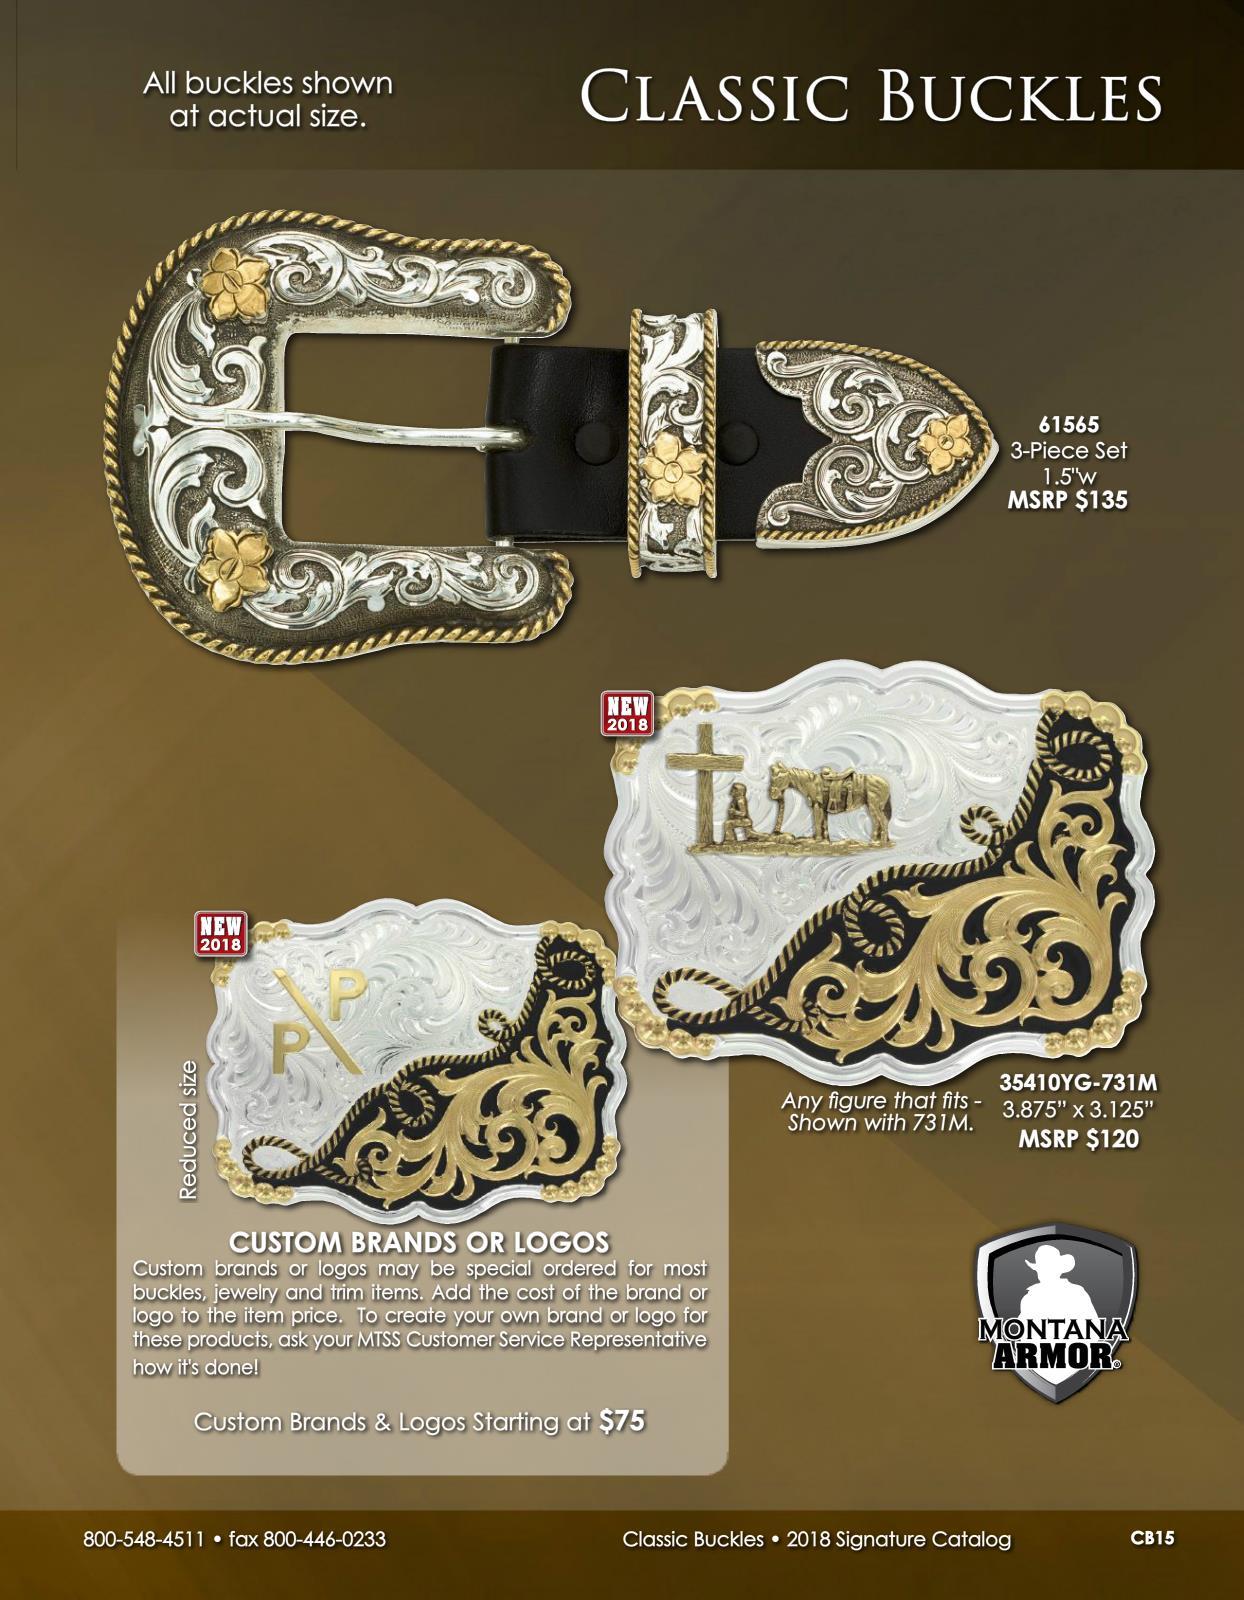 All buckles shown
at actual size.
CLASSIC BUCKLES
61565
3-Piece Set
1.5"w
MSRP $135
NEW
2018
NEW
2018
P
P
Reduced size
Any figure that fits -
Shown with 731M.
35410YG-731M
3.875” x 3.125”
MSRP $120
CUSTOM BRANDS OR LOGOS
Custom brands or logos may be special ordered for most
buckles, jewelry and trim items. Add the cost of the brand or
logo to the item price. To create your own brand or logo for
these products, ask your MTSS Customer Service Representative
how it's done!
Custom Brands & Logos Starting at $75
MONTANA
ARMOR®
800-548-4511 • fax 800-446-0233
Classic Buckles • 2018 Signature Catalog
CB15